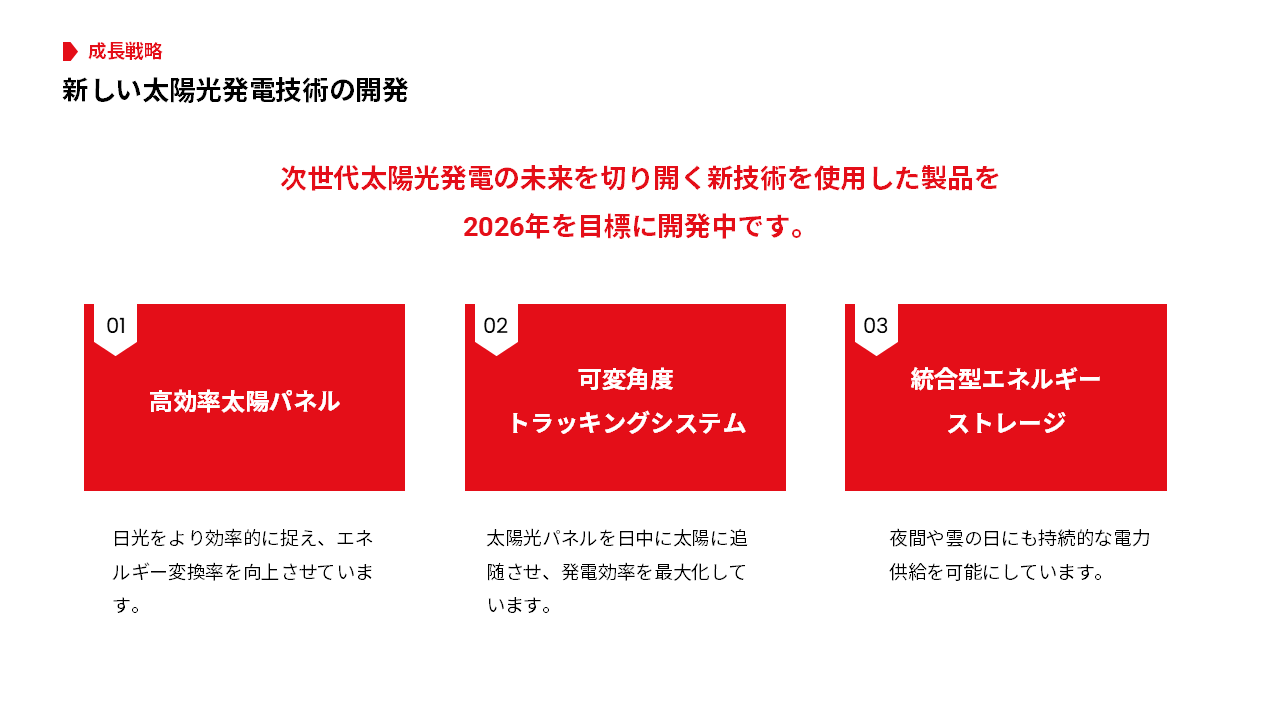 成長戦略
新しい太陽光発電技術の開発
次世代太陽光発電の未来を切り開く新技術を使用した製品を
2026年を目標に開発中です。
01
高効率太陽パネル
日光をより効率的に捉え、エネ
ルギー変換率を向上させていま
す。
02
可変角度
トラッキングシステム
太陽光パネルを日中に太陽に追
随させ、発電効率を最大化して
います。
03
統合型エネルギー
ストレージ
夜間や雲の日にも持続的な電力
供給を可能にしています。